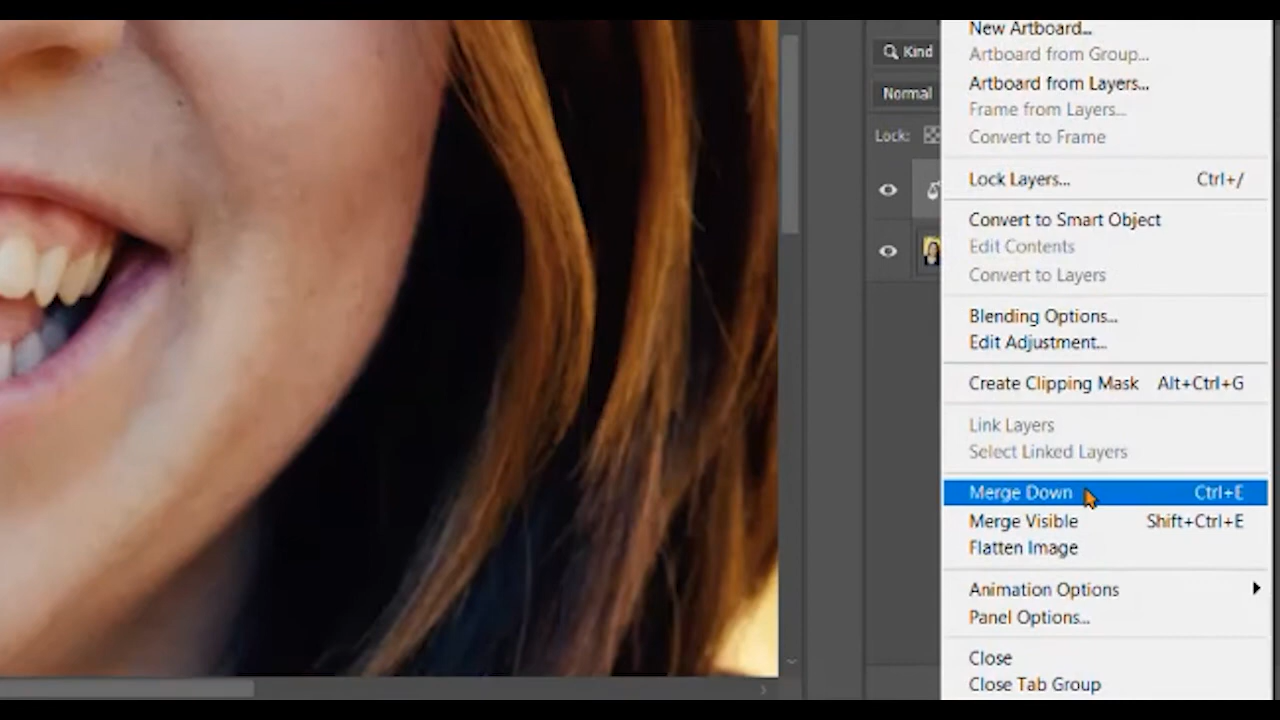 New Artboard...
Artboard from Group...
Kind
Artboard from Layers...
Normal
Frame from Layers...
Lock:
Convert to Frame
Lock Layers... Ctrl+/
Convert to Smart Object
Edit Contents
Convert to Layers
Blending Options...
Edit Adjustment...
Create Clipping Mask Alt+Ctrl+G
Link Layers
Select Linked Layers
Merge Down Ctrl+E
Merge Visible Shift+Ctrl+E
Flatten Image
Animation Options
Panel Options...
Close
Close Tab Group